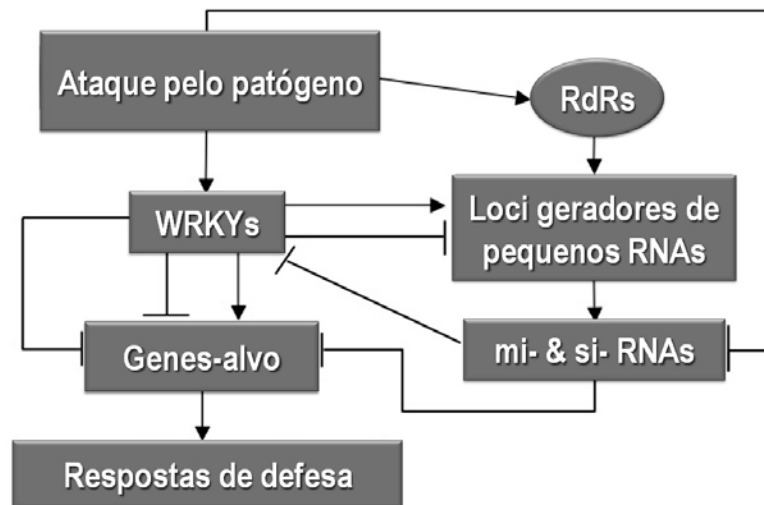 Ataque pelo patógeno
RdRs
WRKYs
Loci geradores de
pequenos RNAs
Genes-alvo
mi- & si- RNAs
Respostas de defesa